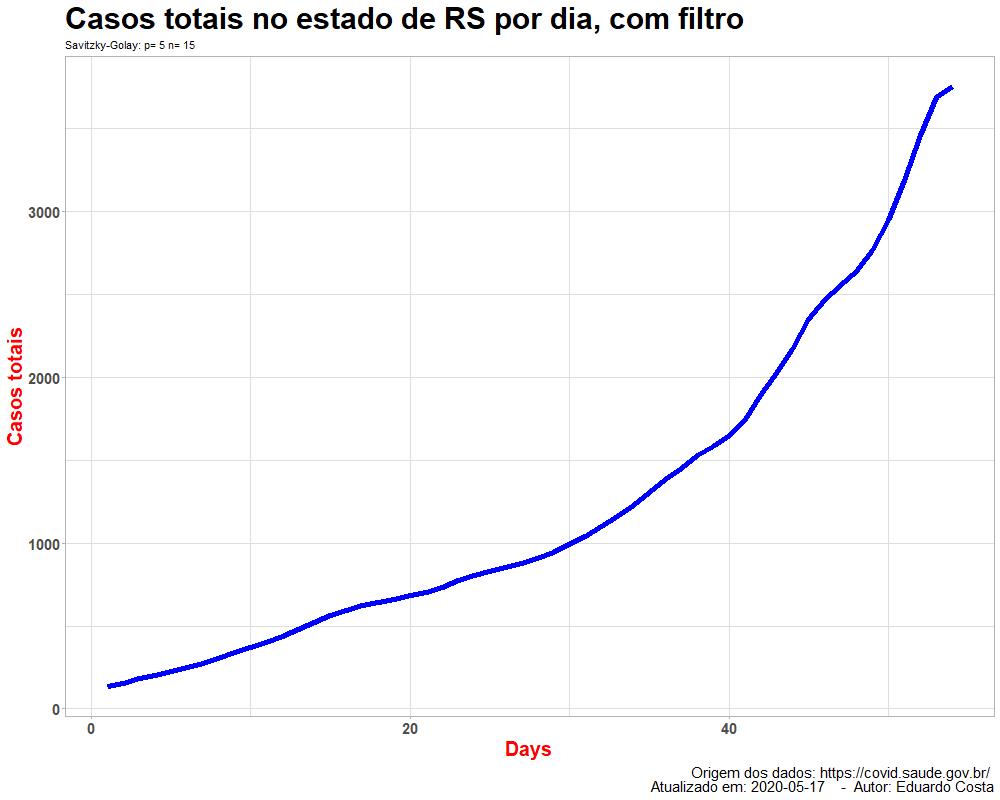 Casos totais no estado de RS por dia, com filtro
Savitzky-Golay: p= 5 n= 15
Casos totais
3000
2000
1000
0
0 20 40
Days
Origem dos dados: https://covid.saude.gov.br/
Atualizado em: 2020-05-17 - Autor: Eduardo Costa